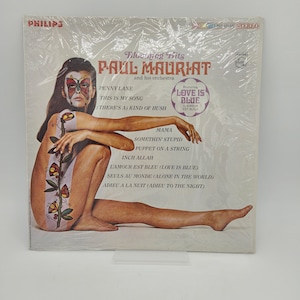 PHILIPS
STEREO
Blooming Hits
PAUL MAURIAT
and his orchestra
PENNY LANE
THIS IS MY SONG
THERE'S A KIND OF HUSH
LOVE IS
BLUE
MAMA
SOMETHIN' STUPID
PUPPET ON A STRING
INCH ALLAH
L'AMOUR EST BLEU (LOVE IS BLUE)
SEULS AU MONDE (ALONE IN THE WORLD)
ADIEU A LA NUIT (ADIEU TO THE NIGHT)